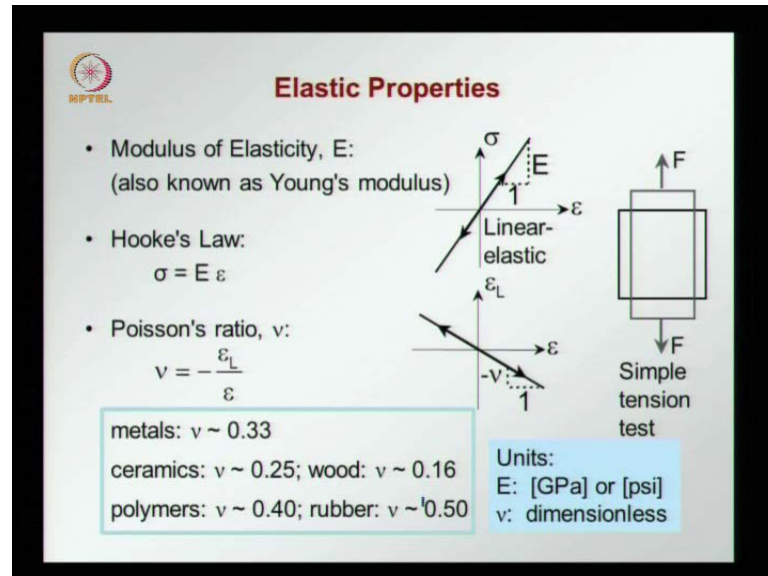 NPTEL
Elastic Properties
• Modulus of Elasticity, E:
(also known as Young's modulus)
• Hooke's Law:
σ = E ε
• Poisson's ratio, ν:
ν = - ε_L / ε
metals: ν ~ 0.33
ceramics: ν ~ 0.25; wood: ν ~ 0.16
polymers: ν ~ 0.40; rubber: ν ~ 0.50
σ
E
1
ε
Linear-
elastic
ε_L
ε
-ν
1
F
F
Simple
tension
test
Units:
E: [GPa] or [psi]
ν: dimensionless